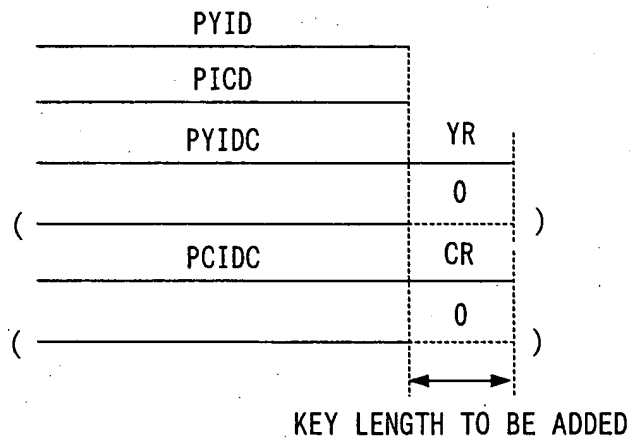 PYID
PICD
PYIDC YR
( 0 )
PCIDC CR
( 0 )
KEY LENGTH TO BE ADDED